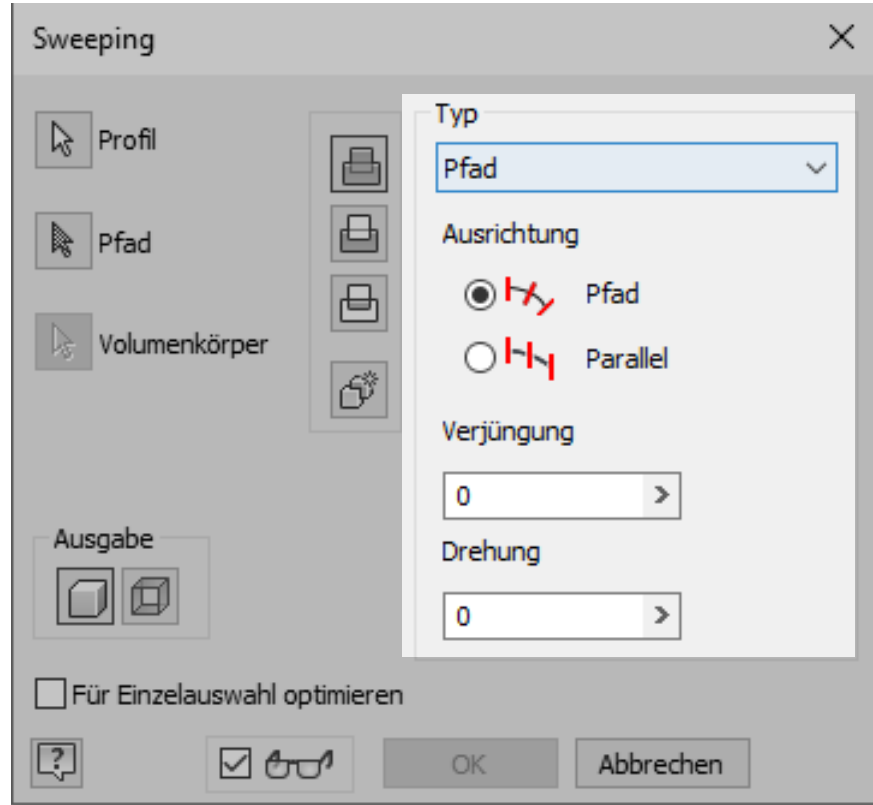 Sweeping
Profil
Pfad
Volumenkörper
Typ
Pfad
Ausrichtung
Pfad
Parallel
Verjüngung
0
Drehung
0
Ausgabe
Für Einzelauswahl optimieren
?
OK
Abbrechen